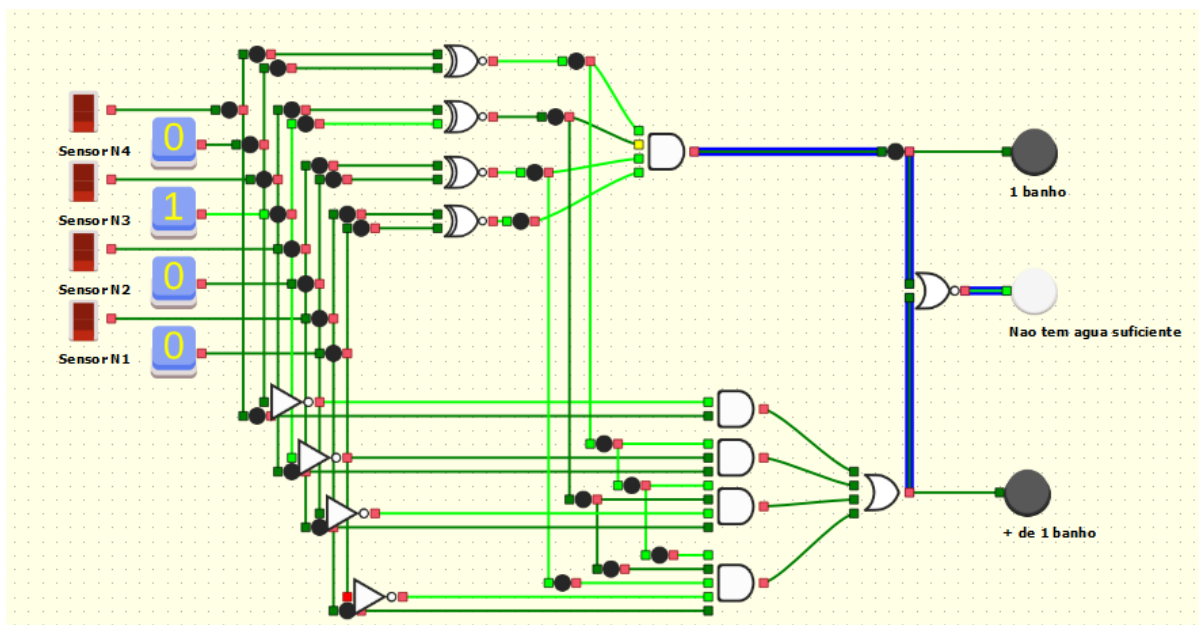 Sensor N4
0
Sensor N3
1
Sensor N2
0
Sensor N1
0
1 banho
Nao tem agua suficiente
+ de 1 banho